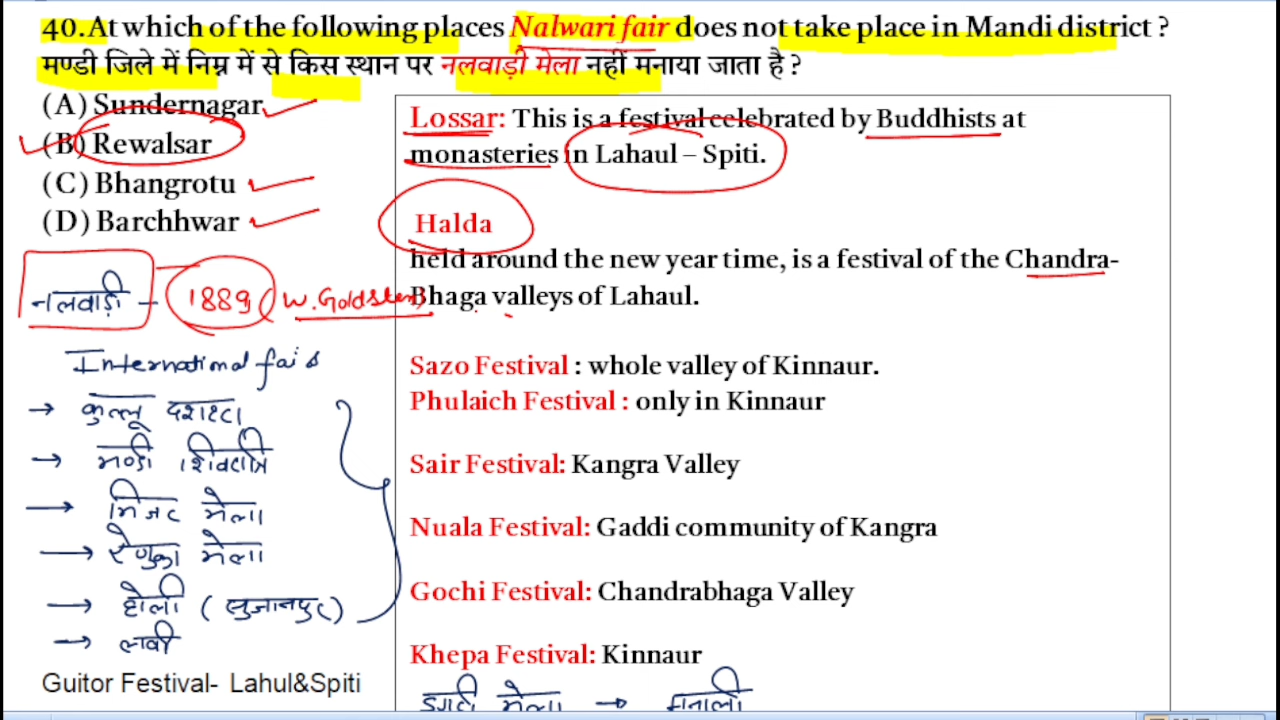 40.At which of the following places Nalwari fair does not take place in Mandi district ?
मण्डी जिले में निम्न में से किस स्थान पर नलवाड़ी मेला नहीं मनाया जाता है ?
(A) Sundernagar
(B) Rewalsar
(C) Bhangrotu
(D) Barchhwar
नलवाड़ी - 1889 (W. Goldstein)
International fairs
→ कुल्लू दशहरा
→ मण्डी शिवरात्रि
→ मिंजर मेला
→ रेणुका मेला
→ होली (सुजानपुर)
→ लवी
Guitor Festival- Lahul&Spiti
Lossar: This is a festival celebrated by Buddhists at
monasteries in Lahaul – Spiti.
Halda
held around the new year time, is a festival of the Chandra-
Bhaga valleys of Lahaul.
Sazo Festival : whole valley of Kinnaur.
Phulaich Festival : only in Kinnaur
Sair Festival: Kangra Valley
Nuala Festival: Gaddi community of Kangra
Gochi Festival: Chandrabhaga Valley
Khepa Festival: Kinnaur
मेला → मनाली